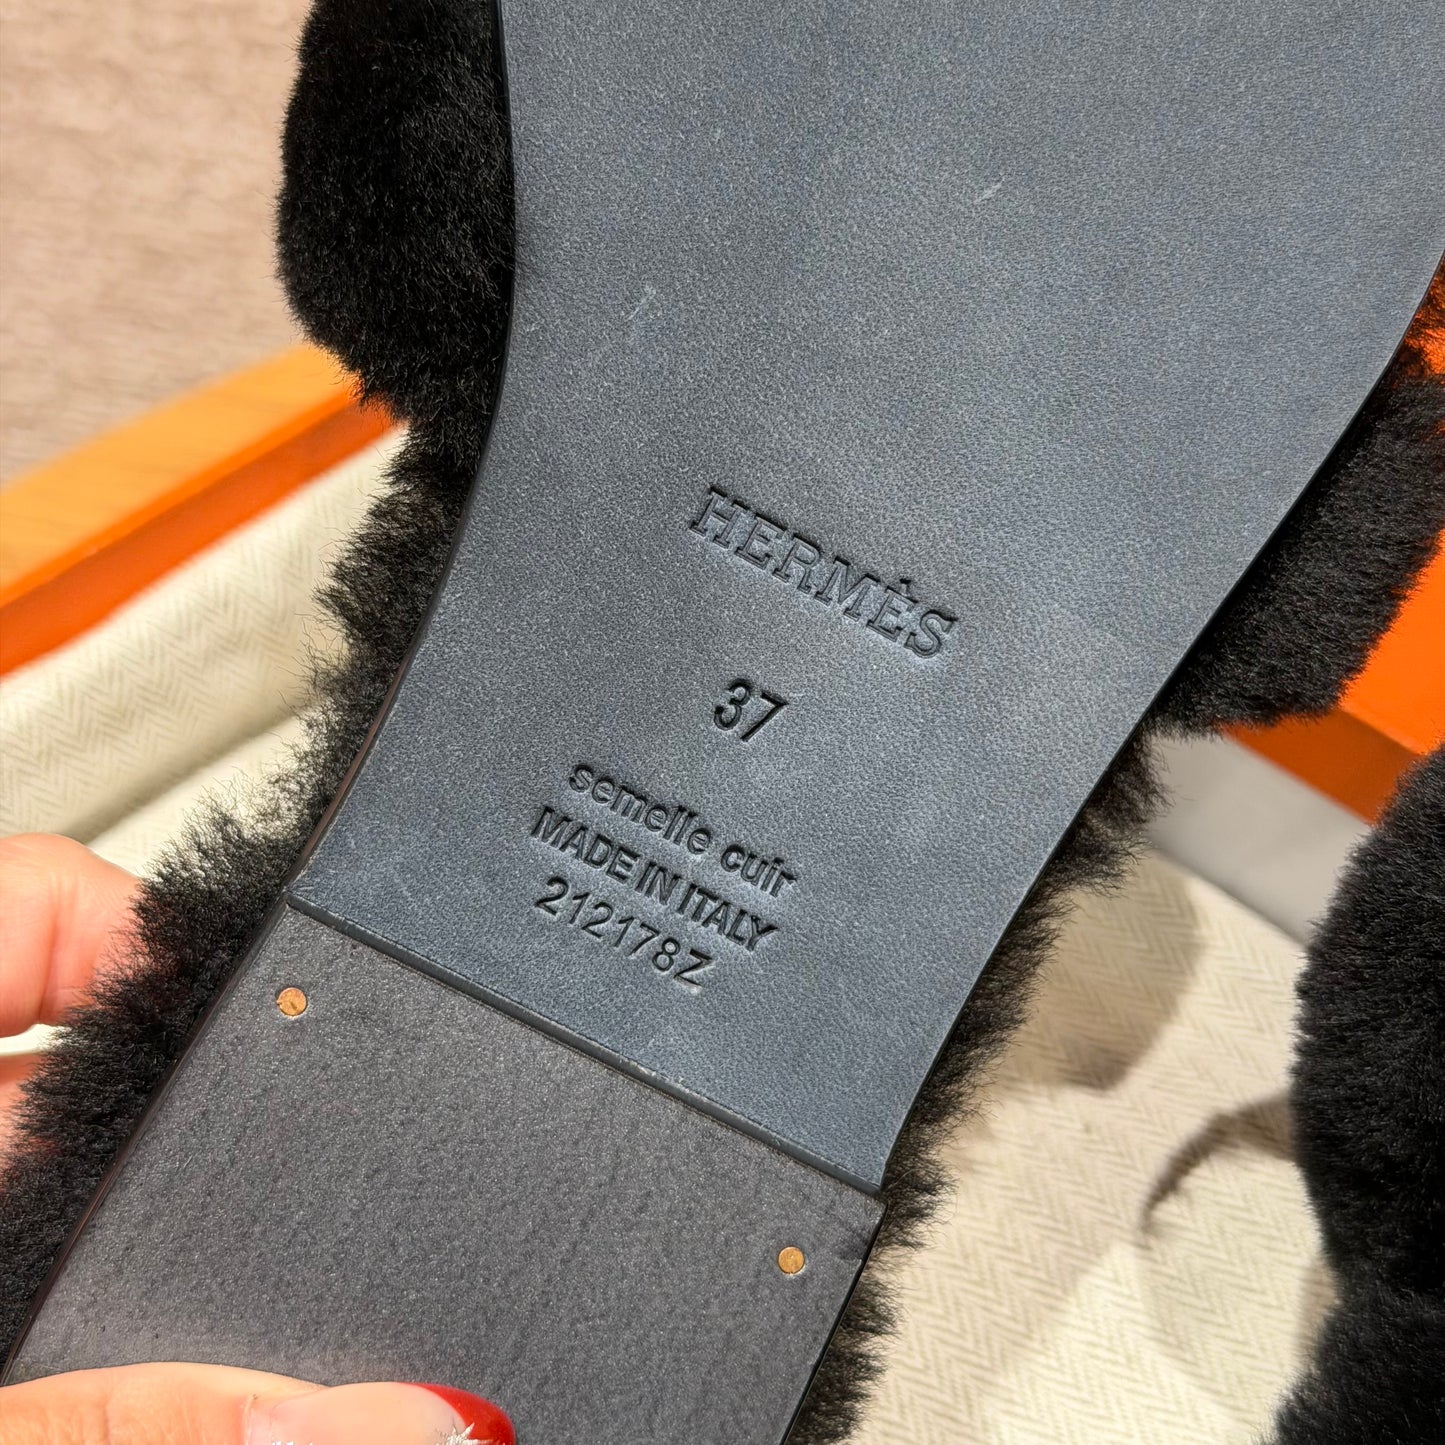 HERMÈS
37
semelle cuir
MADE IN ITALY
212178Z